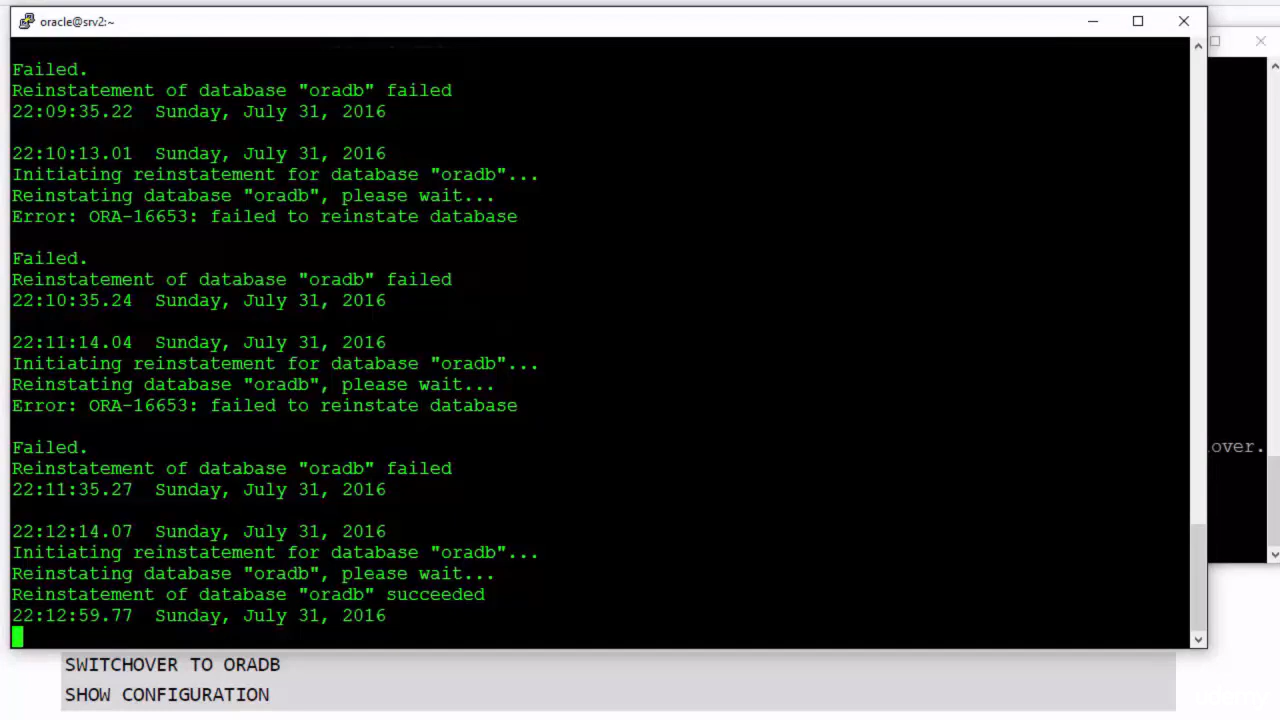 oracle@srv2:~
Failed.
Reinstatement of database "oradb" failed
22:09:35.22  Sunday, July 31, 2016
22:10:13.01  Sunday, July 31, 2016
Initiating reinstatement for database "oradb"...
Reinstating database "oradb", please wait...
Error: ORA-16653: failed to reinstate database
Failed.
Reinstatement of database "oradb" failed
22:10:35.24  Sunday, July 31, 2016
22:11:14.04  Sunday, July 31, 2016
Initiating reinstatement for database "oradb"...
Reinstating database "oradb", please wait...
Error: ORA-16653: failed to reinstate database
over.
Failed.
Reinstatement of database "oradb" failed
22:11:35.27  Sunday, July 31, 2016
22:12:14.07  Sunday, July 31, 2016
Initiating reinstatement for database "oradb"...
Reinstating database "oradb", please wait...
Reinstatement of database "oradb" succeeded
22:12:59.77  Sunday, July 31, 2016
SWITCHOVER TO ORADB
SHOW CONFIGURATION